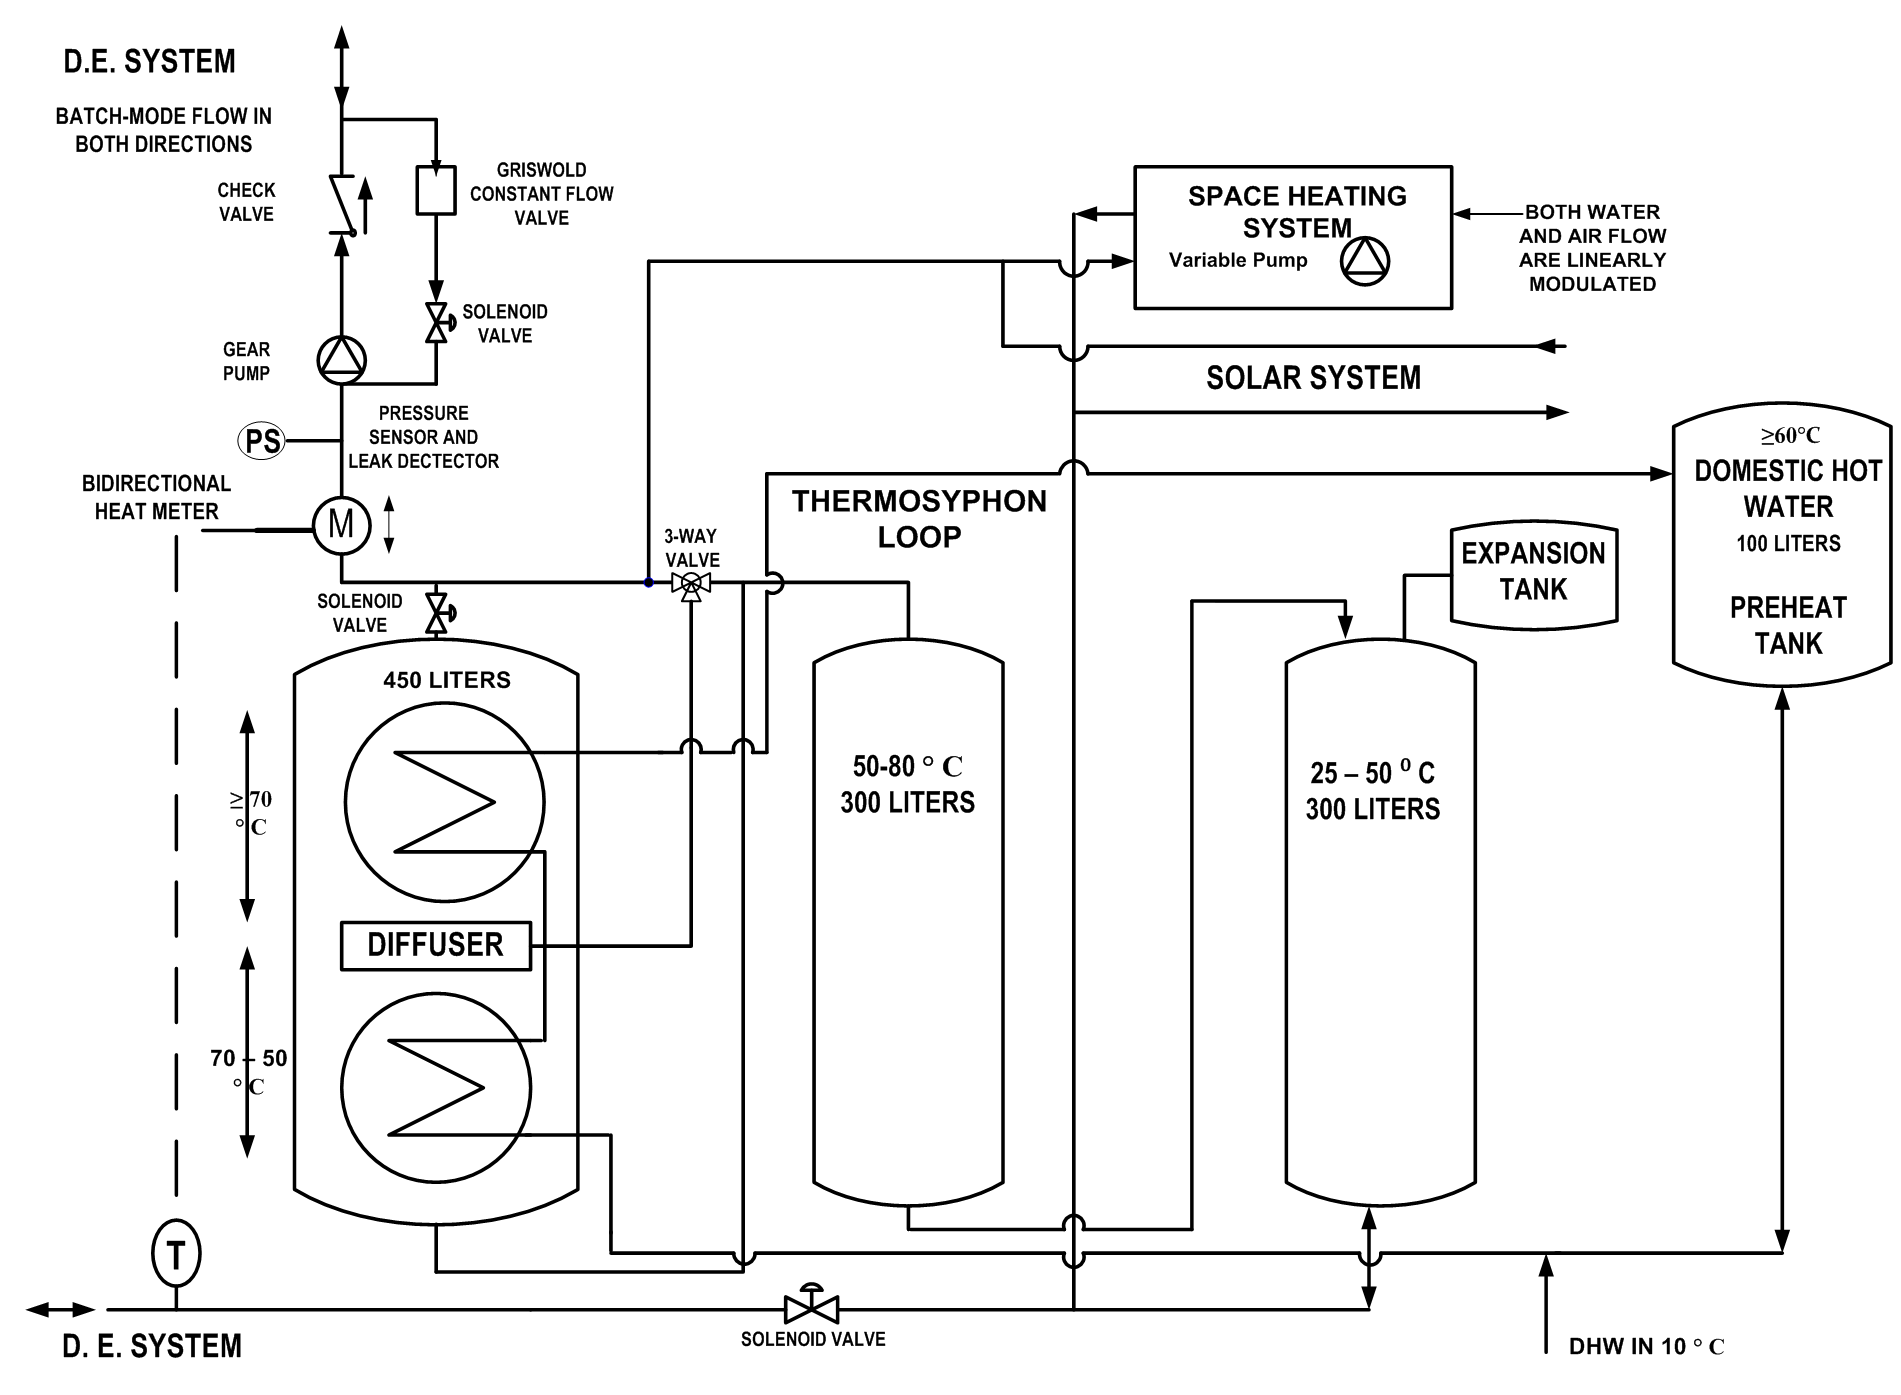 D.E. SYSTEM
BATCH-MODE FLOW IN
BOTH DIRECTIONS
CHECK
VALVE
GRISWOLD
CONSTANT FLOW
VALVE
SOLENOID
VALVE
GEAR
PUMP
PRESSURE
SENSOR AND
LEAK DECTECTOR
PS
BIDIRECTIONAL
HEAT METER
M
SPACE HEATING
SYSTEM
Variable Pump
BOTH WATER
AND AIR FLOW
ARE LINEARLY
MODULATED
SOLAR SYSTEM
THERMOSYPHON
LOOP
3-WAY
VALVE
≥60°C
DOMESTIC HOT
WATER
100 LITERS
PREHEAT
TANK
EXPANSION
TANK
SOLENOID
VALVE
450 LITERS
≥ 70
° C
DIFFUSER
70 – 50
° C
50-80 ° C
300 LITERS
25 – 50 ⁰ C
300 LITERS
T
D. E. SYSTEM
SOLENOID VALVE
DHW IN 10 ° C